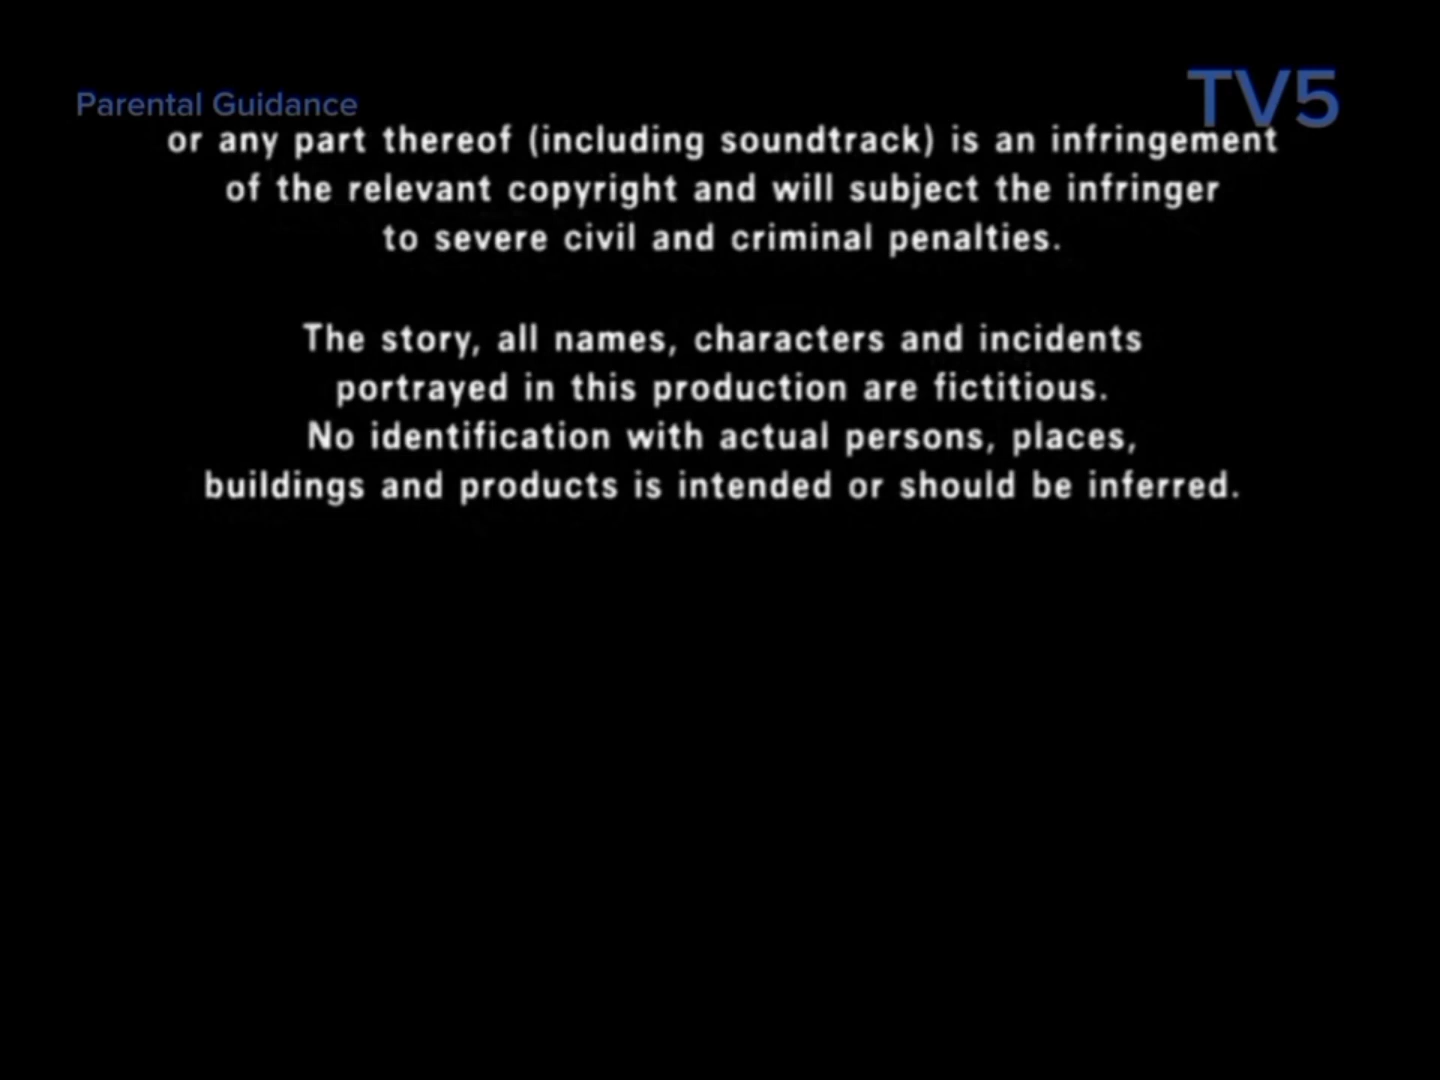 Parental Guidance
TV5
or any part thereof (including soundtrack) is an infringement
of the relevant copyright and will subject the infringer
to severe civil and criminal penalties.
The story, all names, characters and incidents
portrayed in this production are fictitious.
No identification with actual persons, places,
buildings and products is intended or should be inferred.